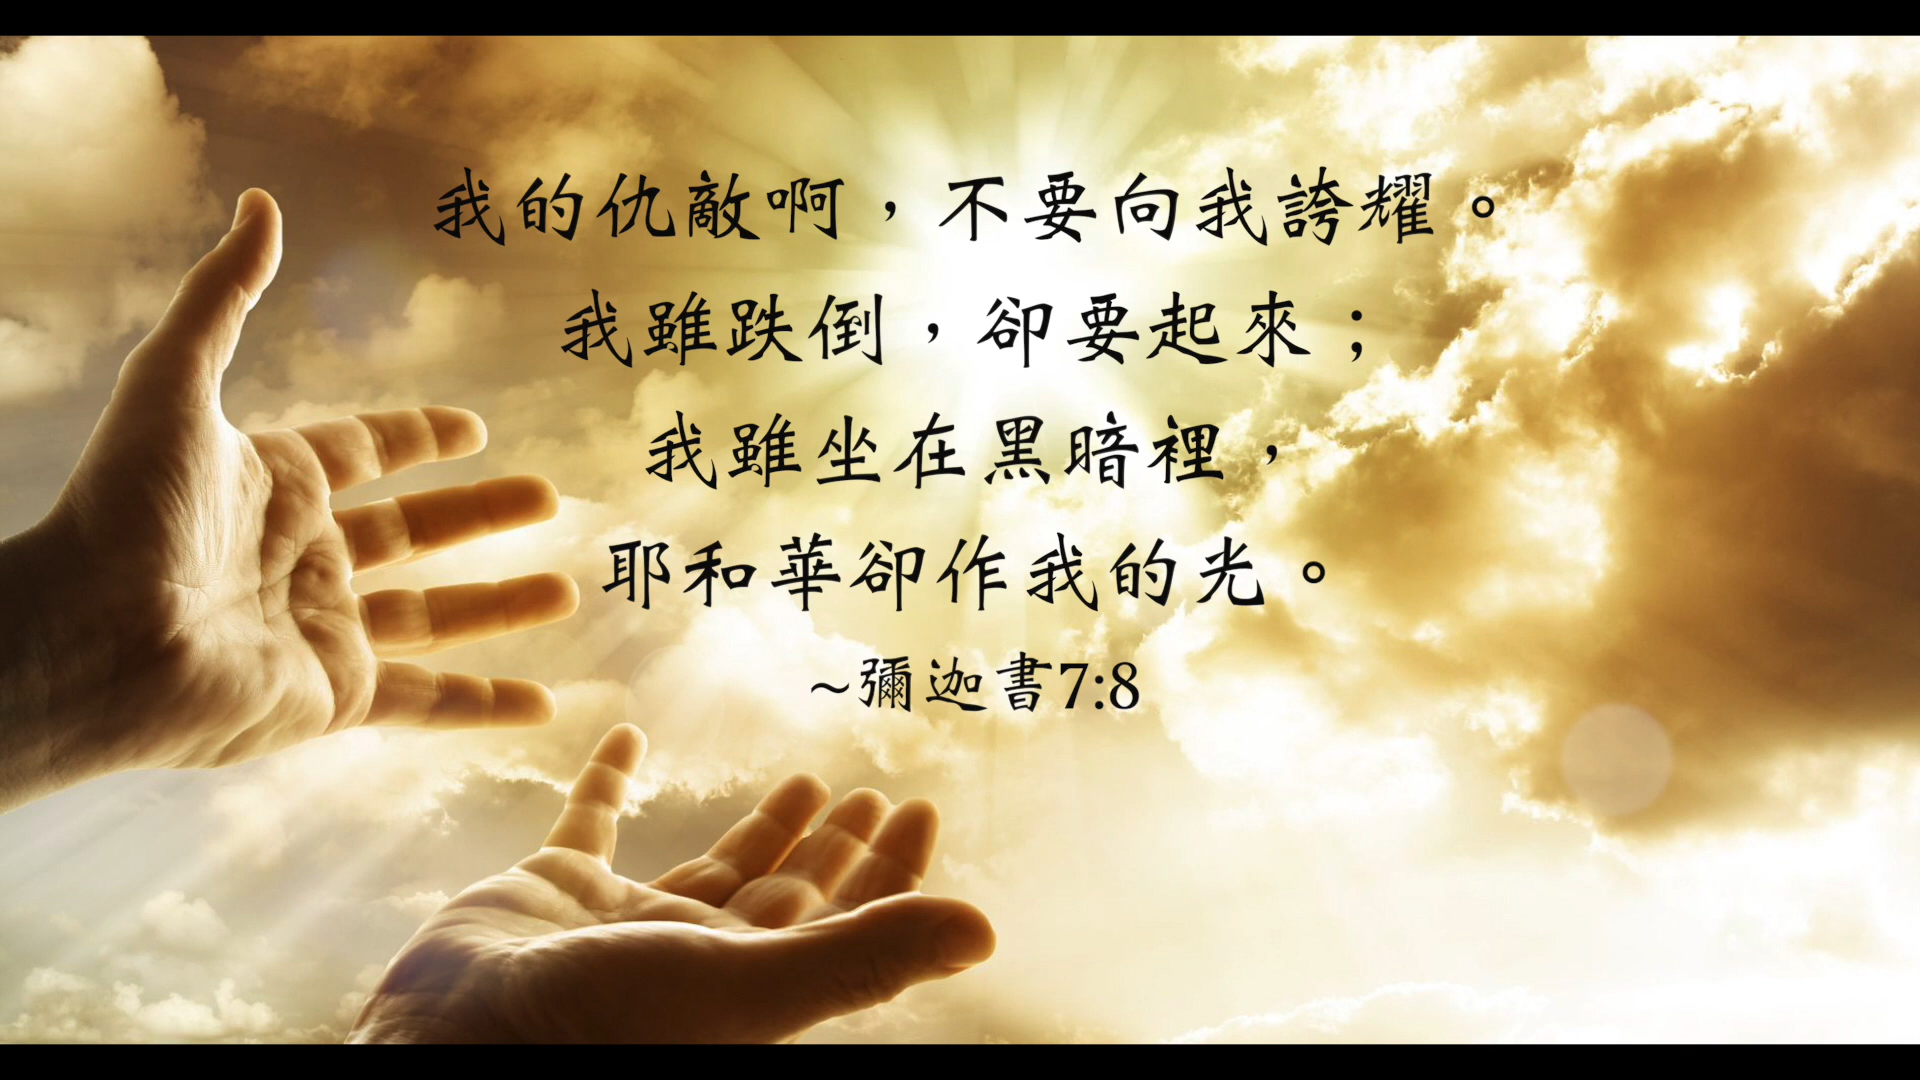 我的仇敵啊，不要向我誇耀。
我雖跌倒，卻要起來；
我雖坐在黑暗裡，
耶和華卻作我的光。
~彌迦書7:8